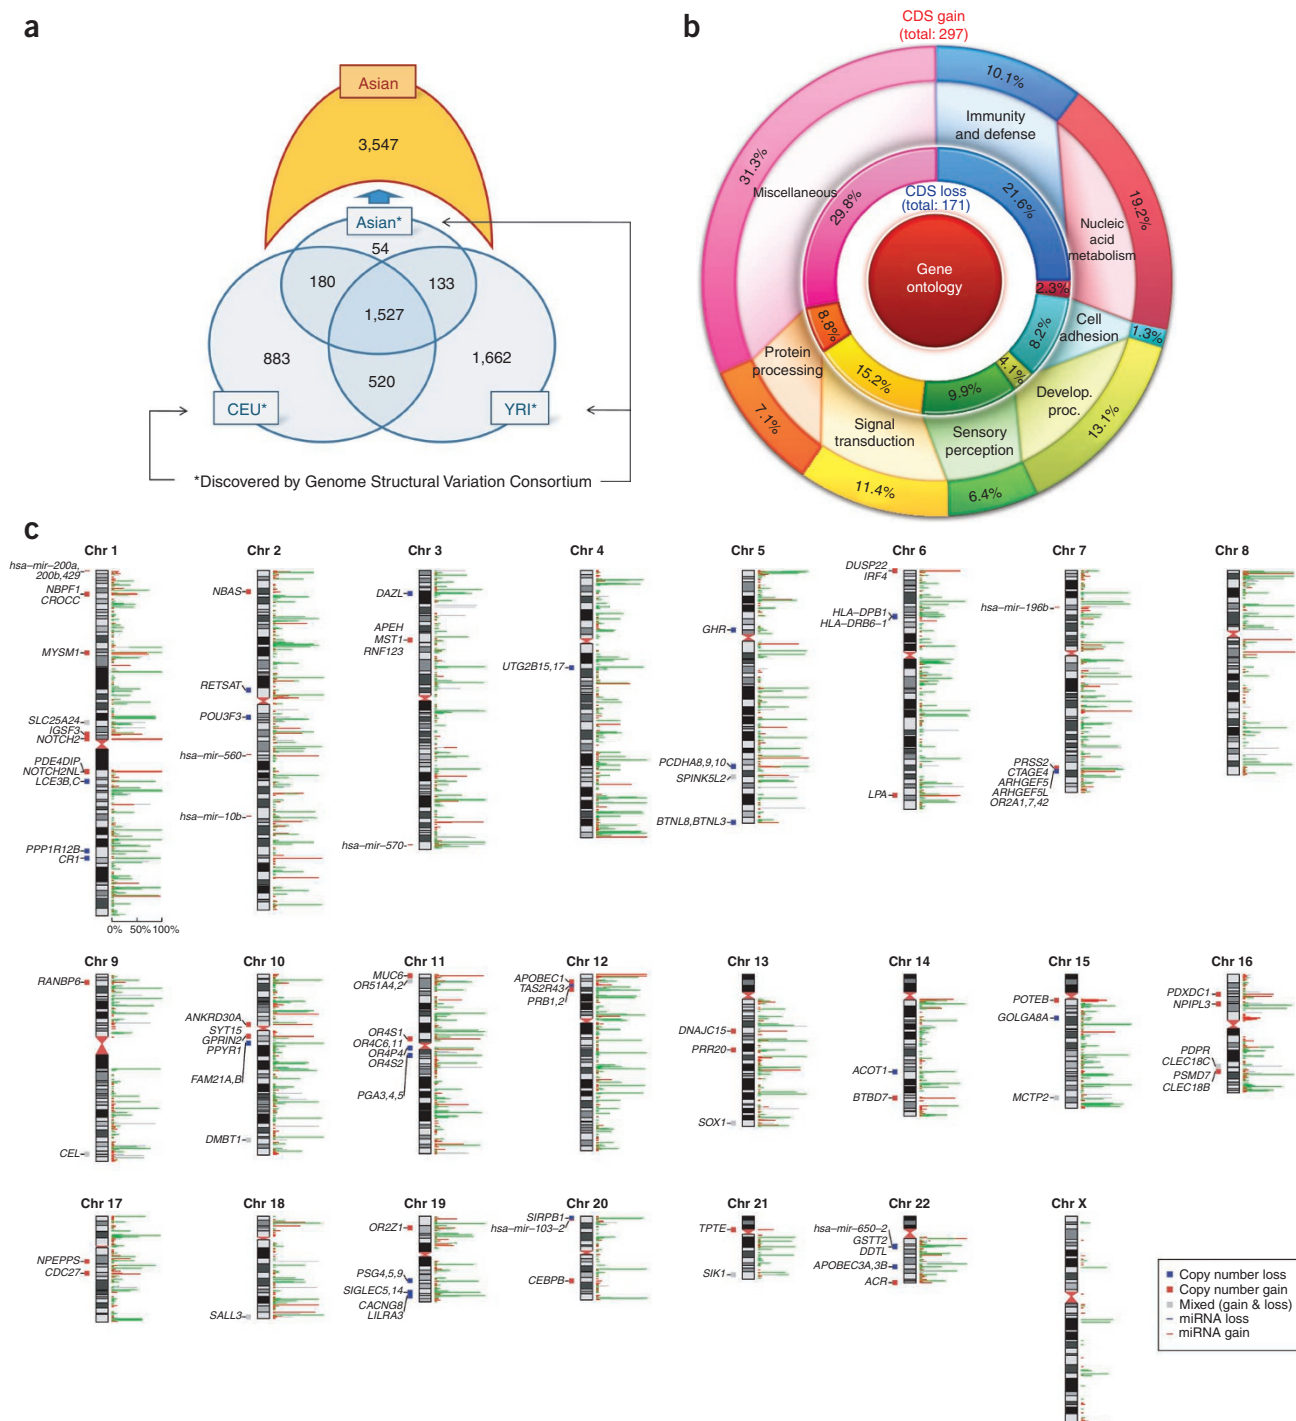 a
Asian
3,547
Asian*
54
180
133
1,527
883
1,662
520
CEU*
YRI*
*Discovered by Genome Structural Variation Consortium
b
CDS gain
(total: 297)
10.1%
Immunity
and defense
31.3%
Miscellaneous
29.8%
CDS loss
(total: 171)
21.6%
19.2%
Nucleic
acid
metabolism
Gene
ontology
2.3%
Cell
adhesion
8.2%
1.3%
8.8%
Protein
processing
15.2%
9.9%
4.1%
Develop.
proc.
13.1%
7.1%
Signal
transduction
Sensory
perception
11.4%
6.4%
c
Chr 1
hsa–mir–200a,
200b,429
NBPF1
CROCC
MYSM1
SLC25A24
IGSF3
NOTCH2
PDE4DIP
NOTCH2NL
LCE3B,C
PPP1R12B
CR1
0% 50% 100%
Chr 2
NBAS
RETSAT
POU3F3
hsa–mir–560
hsa–mir–10b
Chr 3
DAZL
APEH
MST1
RNF123
hsa–mir–570
Chr 4
UTG2B15,17
Chr 5
GHR
PCDHA8,9,10
SPINK5L2
BTNL8,BTNL3
Chr 6
DUSP22
IRF4
HLA–DPB1
HLA–DRB6–1
LPA
Chr 7
hsa–mir–196b
PRSS2
CTAGE4
ARHGEF5
ARHGEF5L
OR2A1,7,42
Chr 8
Chr 9
RANBP6
CEL
Chr 10
ANKRD30A
SYT15
GPRIN2
PPYR1
FAM21A,B
DMBT1
Chr 11
MUC6
OR51A4,2
OR4S1
OR4C6,11
OR4P4
OR4S2
PGA3,4,5
Chr 12
APOBEC1
TAS2R43
PRB1,2
Chr 13
DNAJC15
PRR20
SOX1
Chr 14
ACOT1
BTBD7
Chr 15
POTEB
GOLGA8A
MCTP2
Chr 16
PDXDC1
NPIPL3
PDPR
CLEC18C
PSMD7
CLEC18B
Chr 17
NPEPPS
CDC27
Chr 18
SALL3
Chr 19
OR2Z1
PSG4,5,9
SIGLEC5,14
CACNG8
LILRA3
Chr 20
SIRPB1
hsa–mir–103–2
CEBPB
Chr 21
TPTE
SIK1
Chr 22
hsa–mir–650–2
GSTT2
DDTL
APOBEC3A,3B
ACR
Chr X
Copy number loss
Copy number gain
Mixed (gain & loss)
miRNA loss
miRNA gain